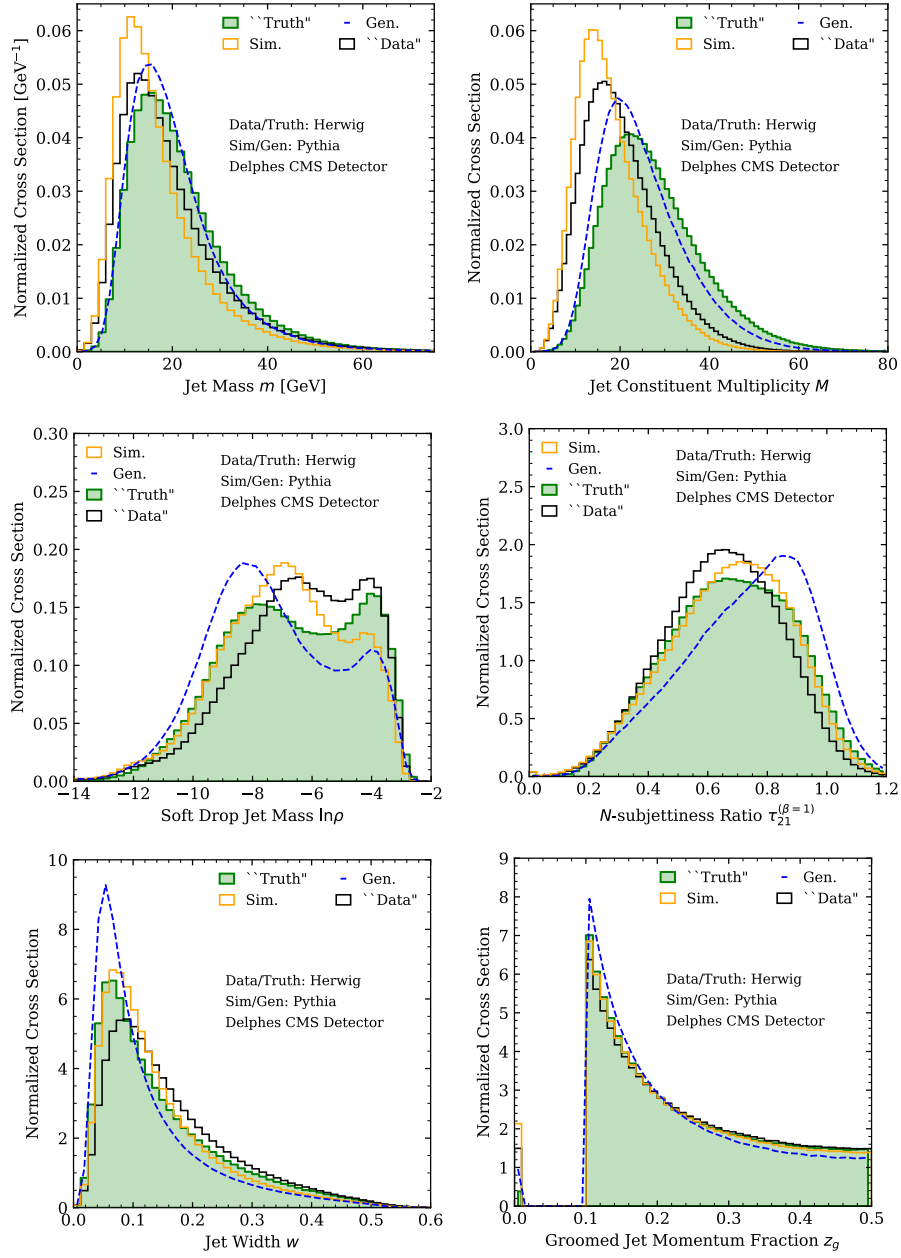 Normalized Cross Section [GeV⁻¹]
0.06
0.05
0.04
0.03
0.02
0.01
0.00
``Truth"
Sim.
Gen.
``Data"
Data/Truth: Herwig
Sim/Gen: Pythia
Delphes CMS Detector
0 20 40 60
Jet Mass m [GeV]
Normalized Cross Section
0.06
0.05
0.04
0.03
0.02
0.01
0.00
``Truth"
Sim.
Gen.
``Data"
Data/Truth: Herwig
Sim/Gen: Pythia
Delphes CMS Detector
0 20 40 60 80
Jet Constituent Multiplicity M
Normalized Cross Section
0.30
0.25
0.20
0.15
0.10
0.05
0.00
Sim.
Gen.
``Truth"
``Data"
Data/Truth: Herwig
Sim/Gen: Pythia
Delphes CMS Detector
−14 −12 −10 −8 −6 −4 −2
Soft Drop Jet Mass lnρ
Normalized Cross Section
3.0
2.5
2.0
1.5
1.0
0.5
0.0
Sim.
Gen.
``Truth"
``Data"
Data/Truth: Herwig
Sim/Gen: Pythia
Delphes CMS Detector
0.0 0.2 0.4 0.6 0.8 1.0 1.2
N-subjettiness Ratio τ₂₁^(β=1)
Normalized Cross Section
10
8
6
4
2
0
``Truth"
Sim.
Gen.
``Data"
Data/Truth: Herwig
Sim/Gen: Pythia
Delphes CMS Detector
0.0 0.1 0.2 0.3 0.4 0.5 0.6
Jet Width w
Normalized Cross Section
9
8
7
6
5
4
3
2
1
0
``Truth"
Sim.
Gen.
``Data"
Data/Truth: Herwig
Sim/Gen: Pythia
Delphes CMS Detector
0.0 0.1 0.2 0.3 0.4 0.5
Groomed Jet Momentum Fraction z_g